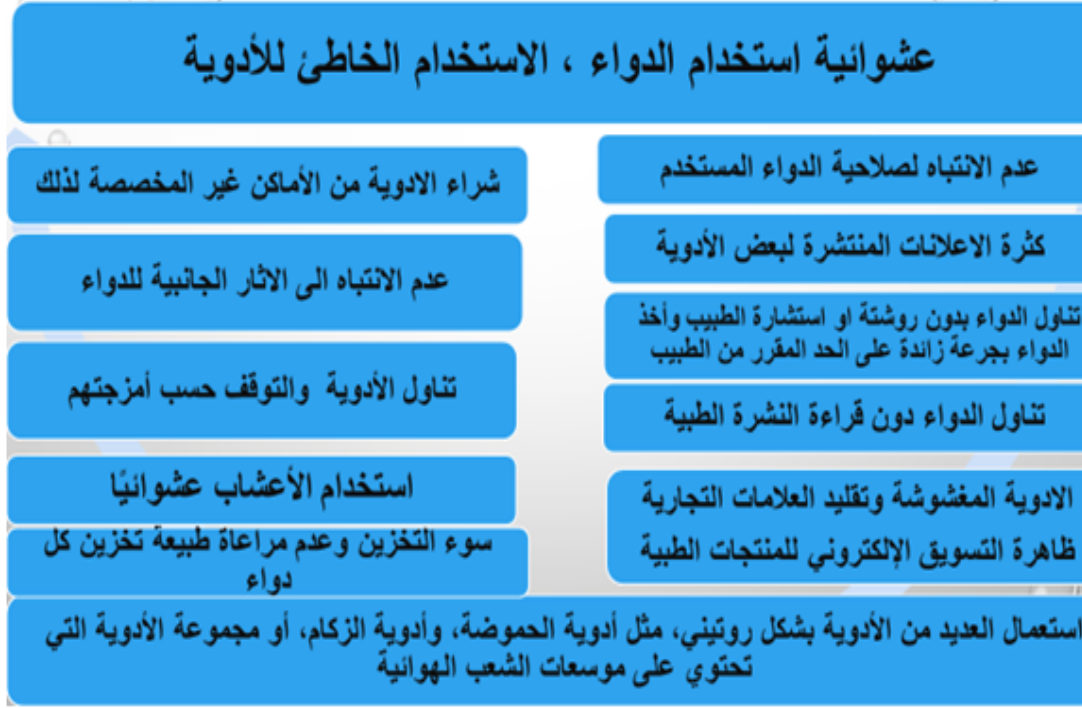 عشوائية استخدام الدواء ، الاستخدام الخاطئ للأدوية
عدم الانتباه لصلاحية الدواء المستخدم
كثرة الاعلانات المنتشرة لبعض الأدوية
تناول الدواء بدون روشتة او استشارة الطبيب وأخذ
الدواء بجرعة زائدة على الحد المقرر من الطبيب
تناول الدواء دون قراءة النشرة الطبية
الادوية المغشوشة وتقليد العلامات التجارية
ظاهرة التسويق الإلكتروني للمنتجات الطبية
شراء الادوية من الأماكن غير المخصصة لذلك
عدم الانتباه الى الاثار الجانبية للدواء
تناول الأدوية والتوقف حسب أمزجتهم
استخدام الأعشاب عشوائيًا
سوء التخزين وعدم مراعاة طبيعة تخزين كل
دواء
استعمال العديد من الأدوية بشكل روتيني، مثل أدوية الحموضة، وأدوية الزكام، أو مجموعة الأدوية التي
تحتوي على موسعات الشعب الهوائية